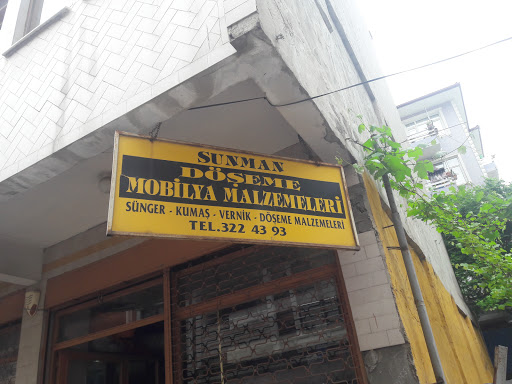 SUNMAN
DÖŞEME
MOBİLYA MALZEMELERİ
SÜNGER - KUMAŞ - VERNİK - DÖŞEME MALZEMELERİ
TEL.322 43 93